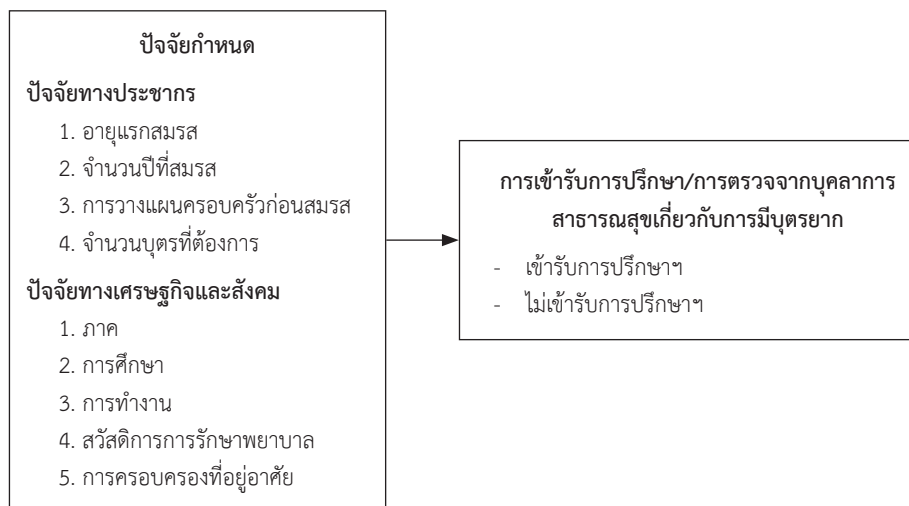 ปัจจัยกำหนด
ปัจจัยทางประชากร
1. อายุแรกสมรส
2. จำนวนปีที่สมรส
3. การวางแผนครอบครัวก่อนสมรส
4. จำนวนบุตรที่ต้องการ
ปัจจัยทางเศรษฐกิจและสังคม
1. ภาค
2. การศึกษา
3. การทำงาน
4. สวัสดิการการรักษาพยาบาล
5. การครอบครองที่อยู่อาศัย
การเข้ารับการปรึกษา/การตรวจจากบุคลาการ
สาธารณสุขเกี่ยวกับการมีบุตรยาก
- เข้ารับการปรึกษาฯ
- ไม่เข้ารับการปรึกษาฯ